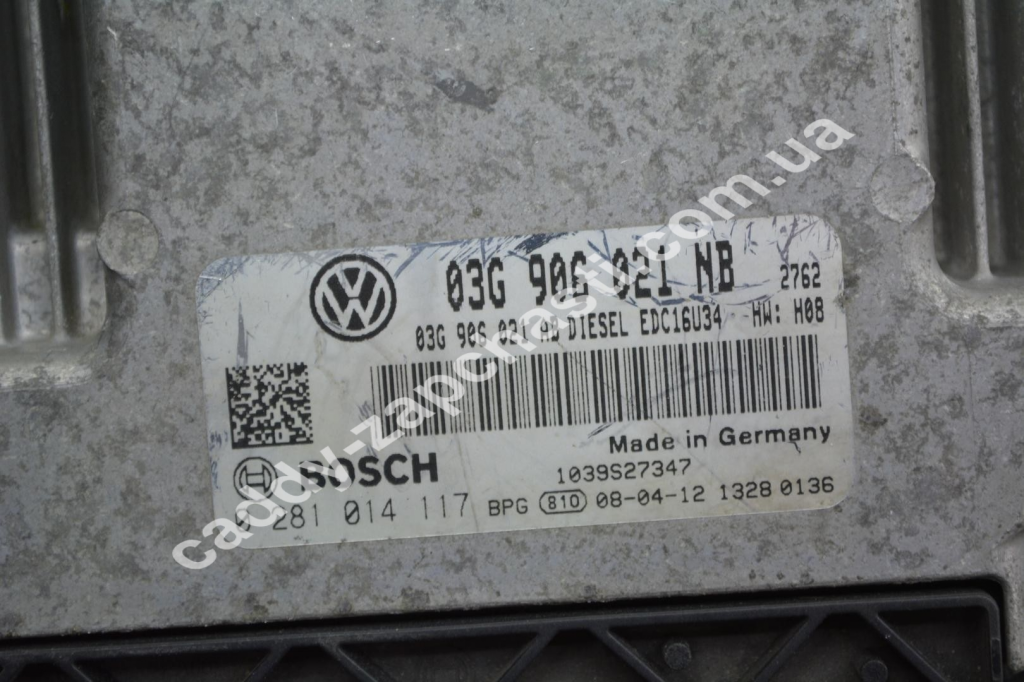 03G 906 021 NB 2762
03G 906 021 AB DIESEL EDC16U34 HW: H08
Made in Germany
BOSCH 1039S27347
0 281 014 117 BPG 810 08-04-12 1328 0136
caddy-zapchasti.com.ua